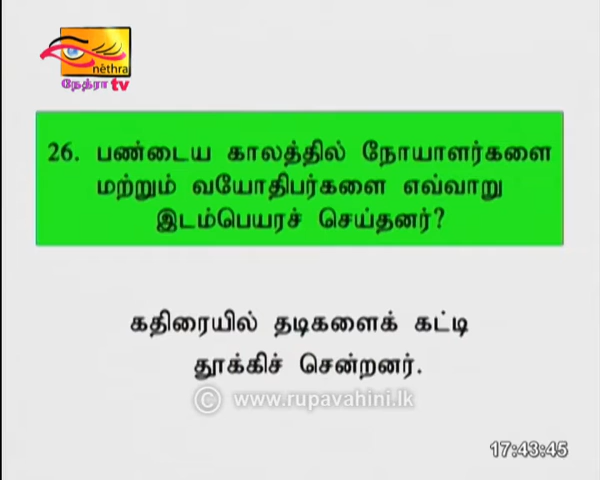 nēthra
நேத்ரா tv
26. பண்டைய காலத்தில் நோயாளர்களை
மற்றும் வயோதிபர்களை எவ்வாறு
இடம்பெயரச் செய்தனர்?
கதிரையில் தடிகளைக் கட்டி
தூக்கிச் சென்றனர்.
© www.rupavahini.lk
17:43:45